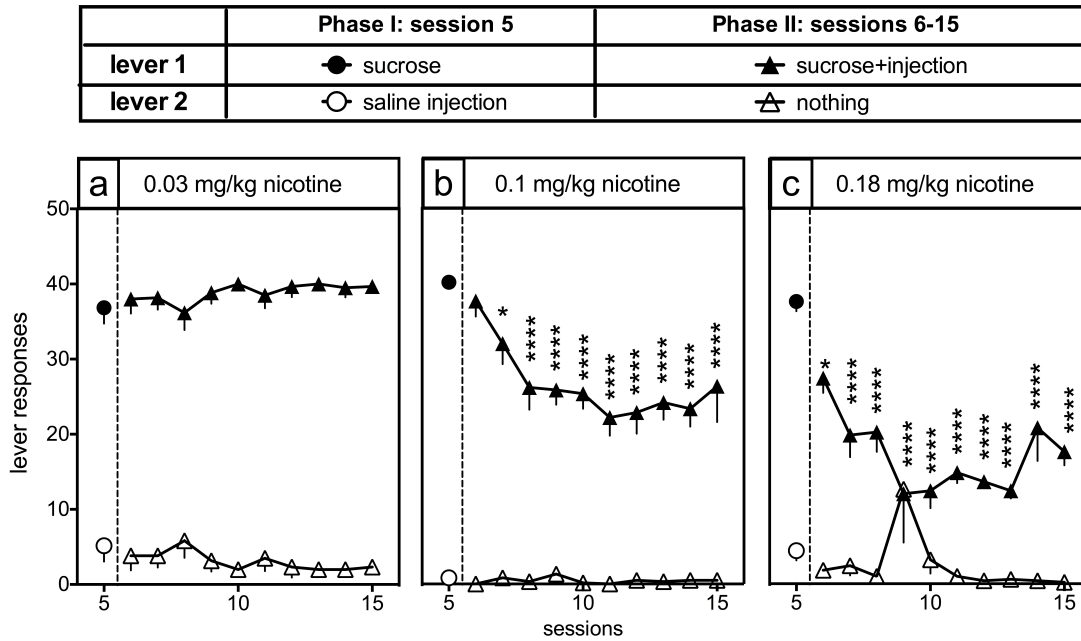 Phase I: session 5 Phase II: sessions 6-15
lever 1 sucrose sucrose+injection
lever 2 saline injection nothing
a 0.03 mg/kg nicotine b 0.1 mg/kg nicotine c 0.18 mg/kg nicotine
50
40
30
20
10
0
lever responses
* **** **** **** **** **** **** **** ****
* **** **** **** **** **** **** **** **** ****
5 10 15 5 10 15 5 10 15
sessions